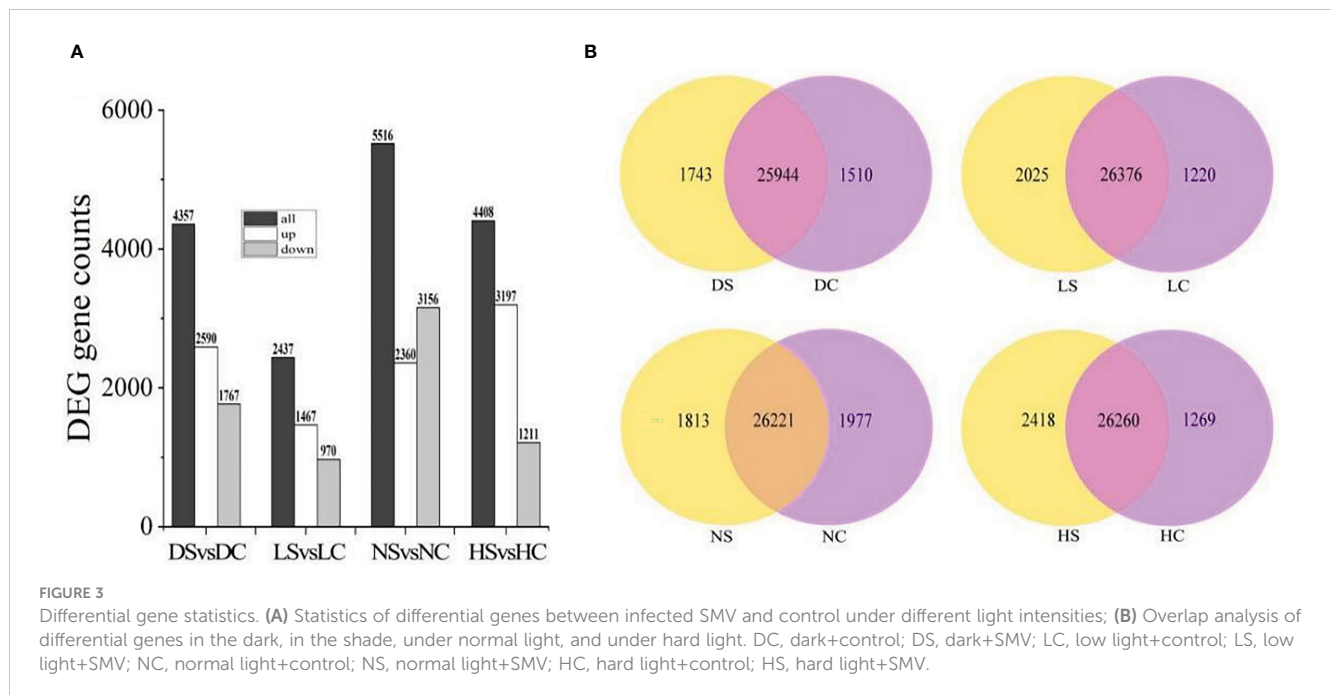 A
B
DEG gene counts
6000
4000
2000
0
all
up
down
4357
2590
1767
2437
1467
970
5516
2360
3156
4408
3197
1211
DSvsDC
LSvsLC
NSvsNC
HSvsHC
1743
25944
1510
DS
DC
2025
26376
1220
LS
LC
1813
26221
1977
NS
NC
2418
26260
1269
HS
HC
FIGURE 3
Differential gene statistics. (A) Statistics of differential genes between infected SMV and control under different light intensities; (B) Overlap analysis of
differential genes in the dark, in the shade, under normal light, and under hard light. DC, dark+control; DS, dark+SMV; LC, low light+control; LS, low
light+SMV; NC, normal light+control; NS, normal light+SMV; HC, hard light+control; HS, hard light+SMV.